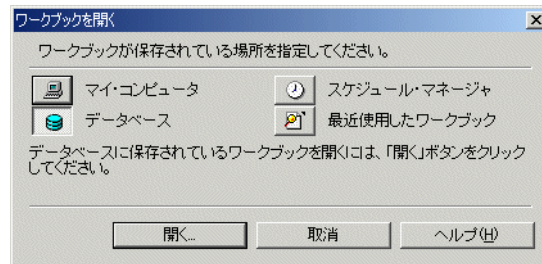 ワークブックを開く
ワークブックが保存されている場所を指定してください。
マイ・コンピュータ
スケジュール・マネージャ
データベース
最近使用したワークブック
データベースに保存されているワークブックを開くには、「開く」ボタンをクリック
してください。
開く...
取消
ヘルプ(H)